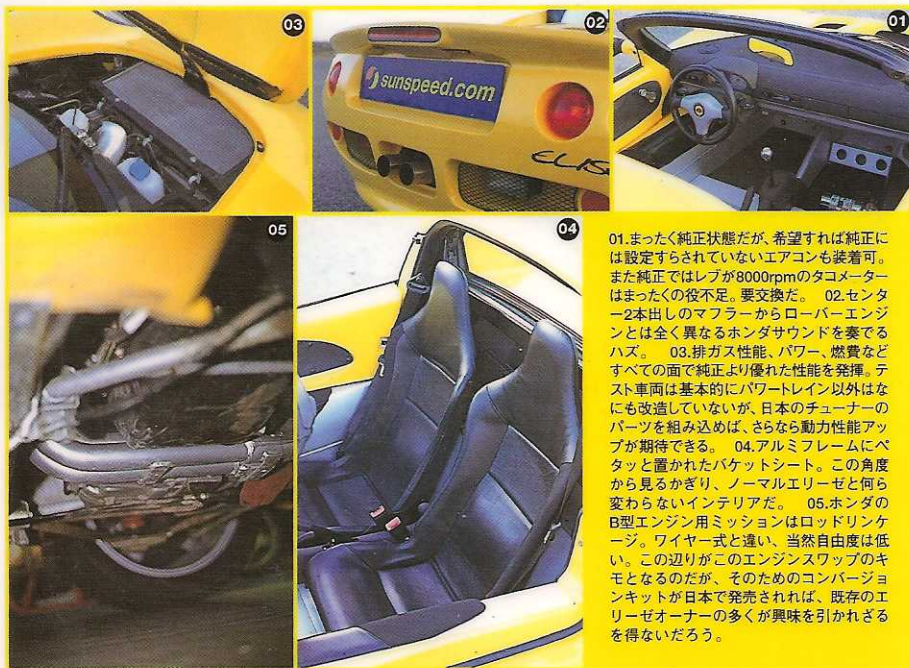 03
02
01
sunspeed.com
ELISE
05
04
01.まったく純正状態だが、希望すれば純正に
は設定すらされていないエアコンも装着可。
また純正ではレブが8000rpmのタコメーター
はまったくの役不足。要交換だ。 02.センタ
ー2本出しのマフラーからローバーエンジ
ンとは全く異なるホンダサウンドを奏でる
ハズ。 03.排ガス性能、パワー、燃費など
すべての面で純正より優れた性能を発揮。テ
スト車両は基本的にパワートレイン以外はな
にも改造していないが、日本のチューナーの
パーツを組み込めば、さらなら動力性能アッ
プが期待できる。 04.アルミフレームにペ
タッと置かれたバケットシート。この角度
から見るかぎり、ノーマルエリーゼと何ら
変わらないインテリアだ。 05.ホンダの
B型エンジン用ミッションはロッドリンケ
ージ。ワイヤー式と違い、当然自由度は低
い。この辺りがこのエンジンスワップのキ
モとなるのだが、そのためのコンバージョ
ンキットが日本で発売されれば、既存のエ
リーゼオーナーの多くが興味を引かれざる
を得ないだろう。